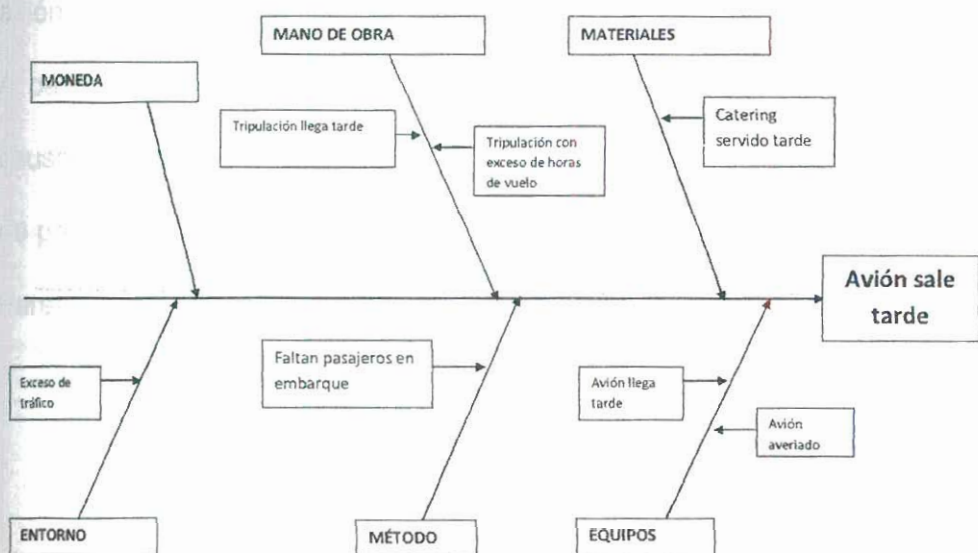 MANO DE OBRA
MATERIALES
MONEDA
Tripulación llega tarde
Tripulación con
exceso de horas
de vuelo
Catering
servido tarde
Avión sale
tarde
Faltan pasajeros en
embarque
Exceso de
tráfico
Avión llega
tarde
Avión
averiado
ENTORNO
MÉTODO
EQUIPOS